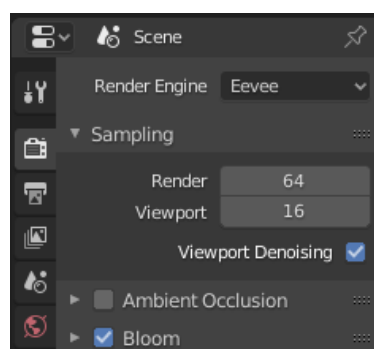 Scene
Render Engine Eevee
Sampling
Render 64
Viewport 16
Viewport Denoising
Ambient Occlusion
Bloom